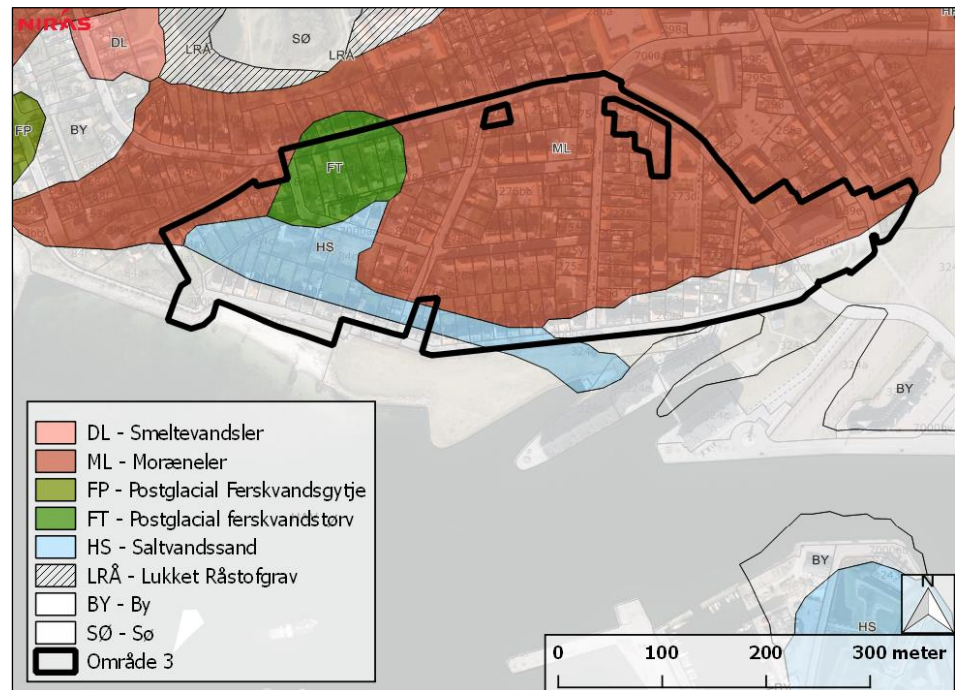 NIRÁS
DL
LRÅ
SØ
LRÅ
BY
FP
FT
ML
HS
BY
BY
HS
DL - Smeltevandsler
ML - Moræneler
FP - Postglacial Ferskvandsgytje
FT - Postglacial ferskvandstørv
HS - Saltvandssand
LRÅ - Lukket Råstofgrav
BY - By
SØ - Sø
Område 3
N
0 100 200 300 meter